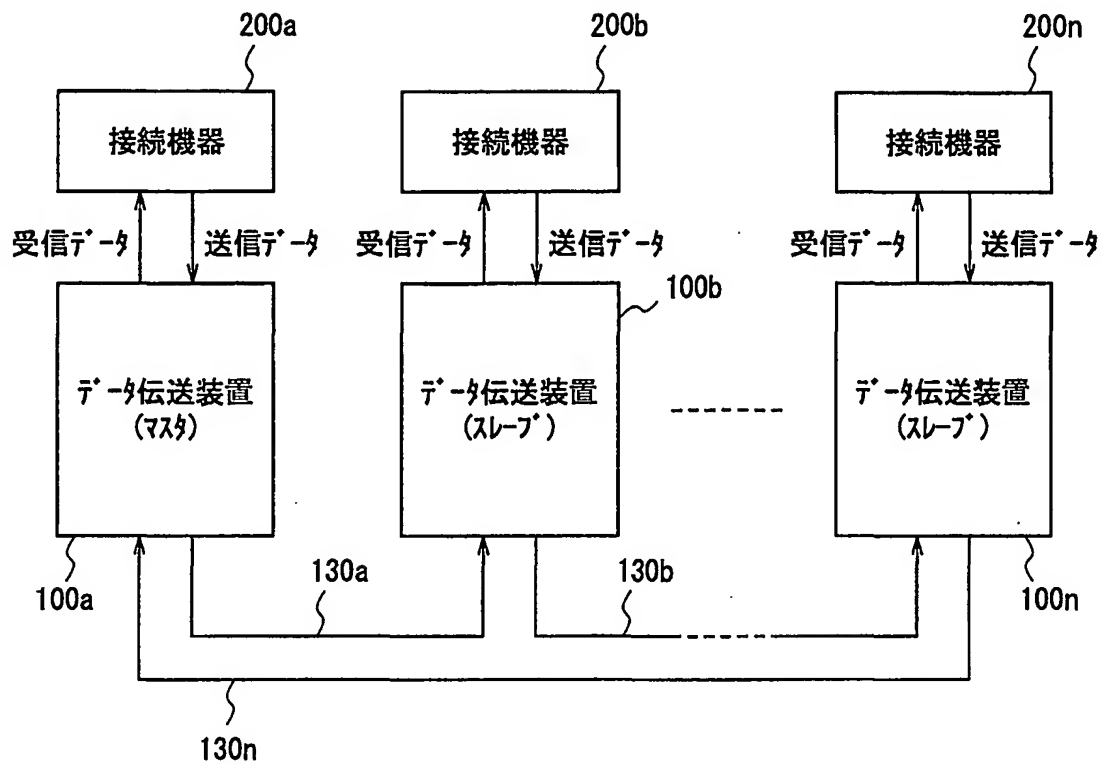 200a
200b
200n
接続機器
接続機器
接続機器
受信ﾃﾞｰﾀ
送信ﾃﾞｰﾀ
受信ﾃﾞｰﾀ
送信ﾃﾞｰﾀ
受信ﾃﾞｰﾀ
送信ﾃﾞｰﾀ
100b
ﾃﾞｰﾀ伝送装置
(ﾏｽﾀ)
ﾃﾞｰﾀ伝送装置
(ｽﾚｰﾌﾞ)
ﾃﾞｰﾀ伝送装置
(ｽﾚｰﾌﾞ)
100a
130a
130b
100n
130n